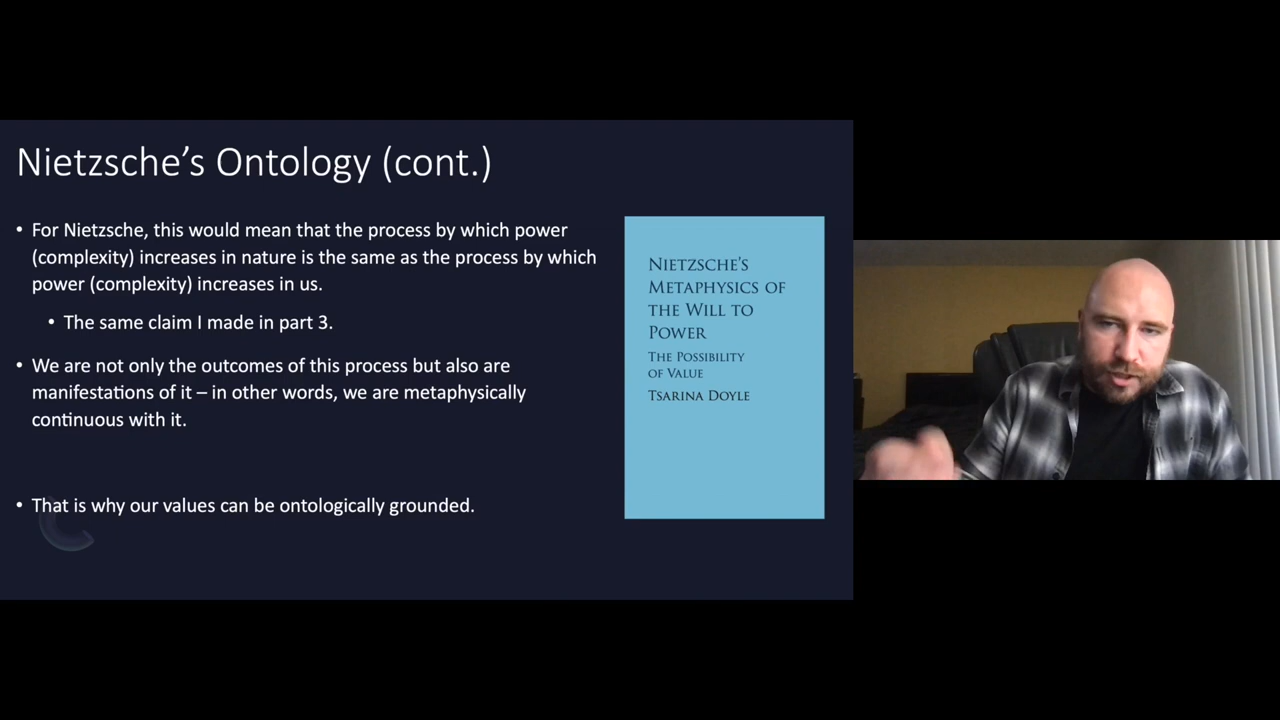 Nietzsche's Ontology (cont.)
• For Nietzsche, this would mean that the process by which power
(complexity) increases in nature is the same as the process by which
power (complexity) increases in us.
• The same claim I made in part 3.
• We are not only the outcomes of this process but also are
manifestations of it – in other words, we are metaphysically
continuous with it.
• That is why our values can be ontologically grounded.
NIETZSCHE'S
METAPHYSICS OF
THE WILL TO
POWER
THE POSSIBILITY
OF VALUE
TSARINA DOYLE